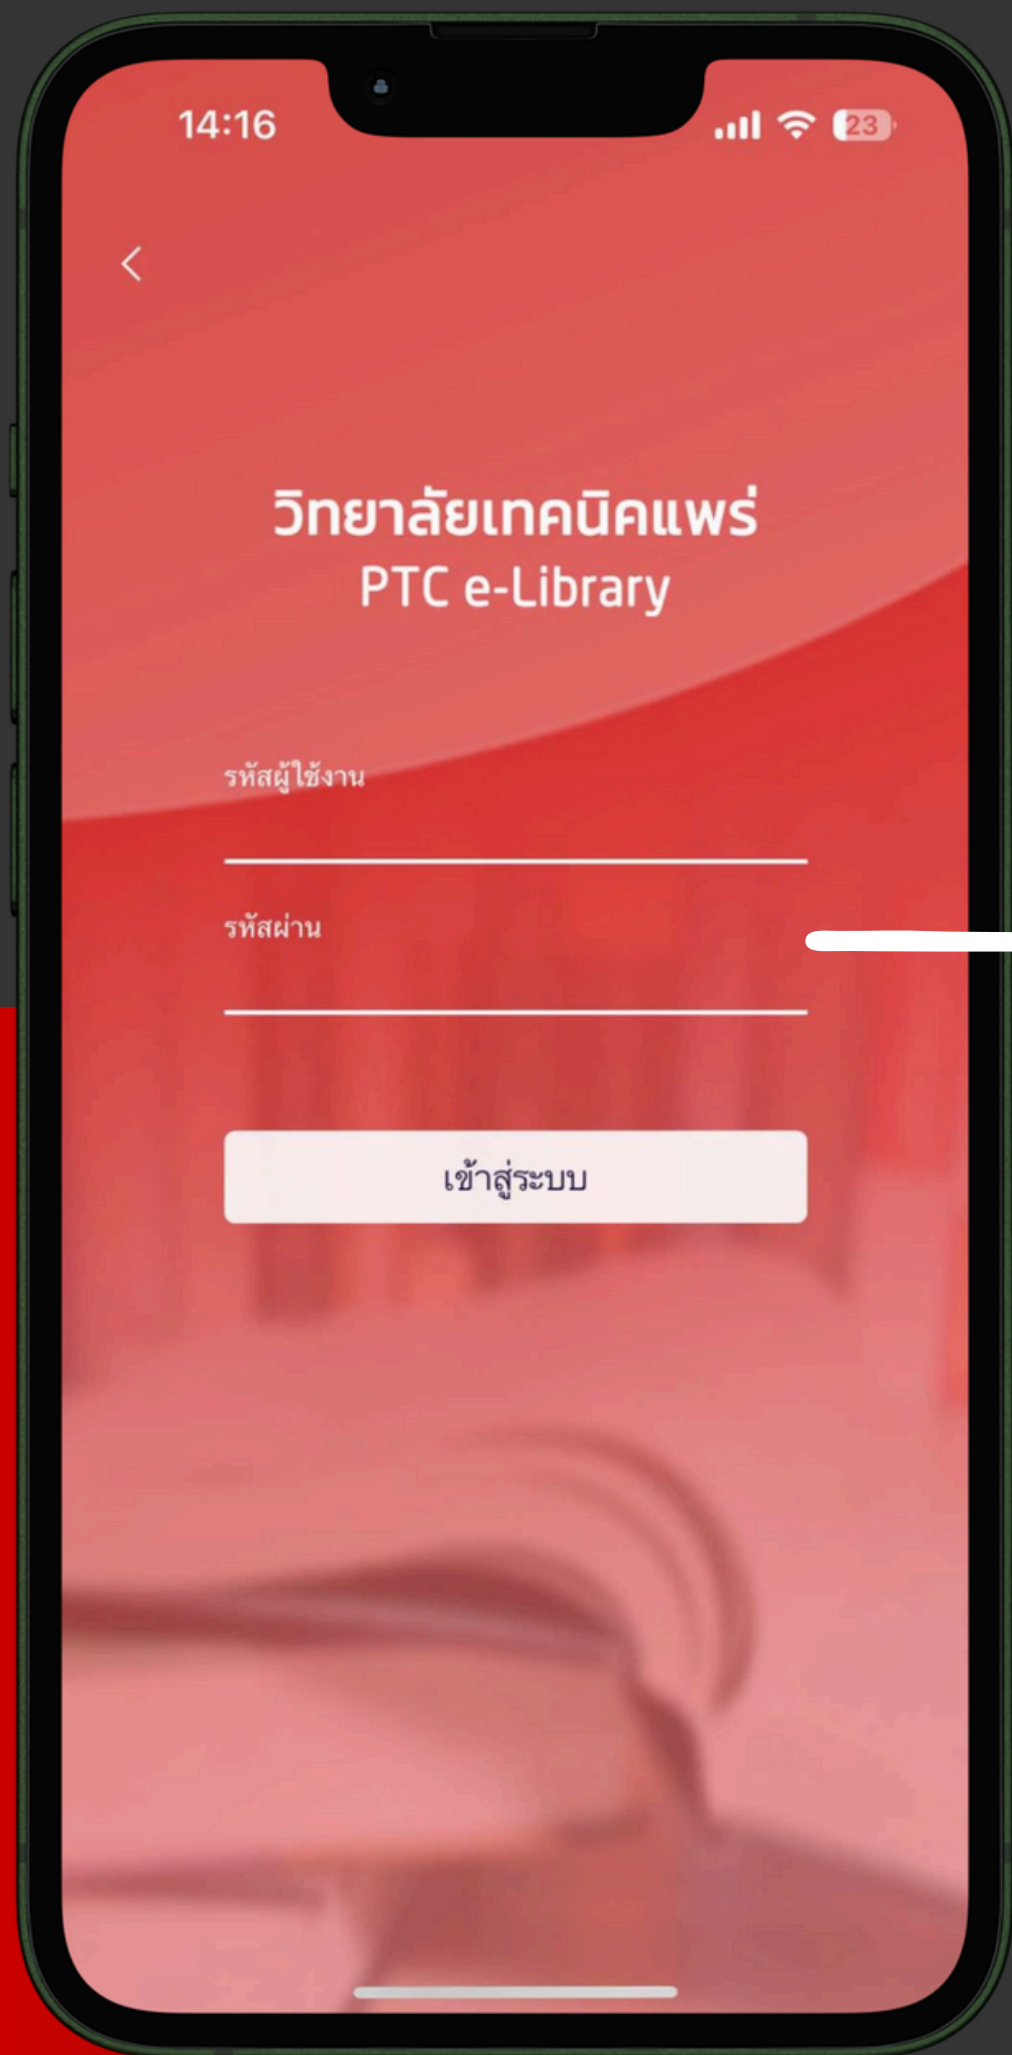 14:16
23
วิทยาลัยเทคนิคแพร่
PTC e-Library
รหัสผู้ใช้งาน
รหัสผ่าน
เข้าสู่ระบบ